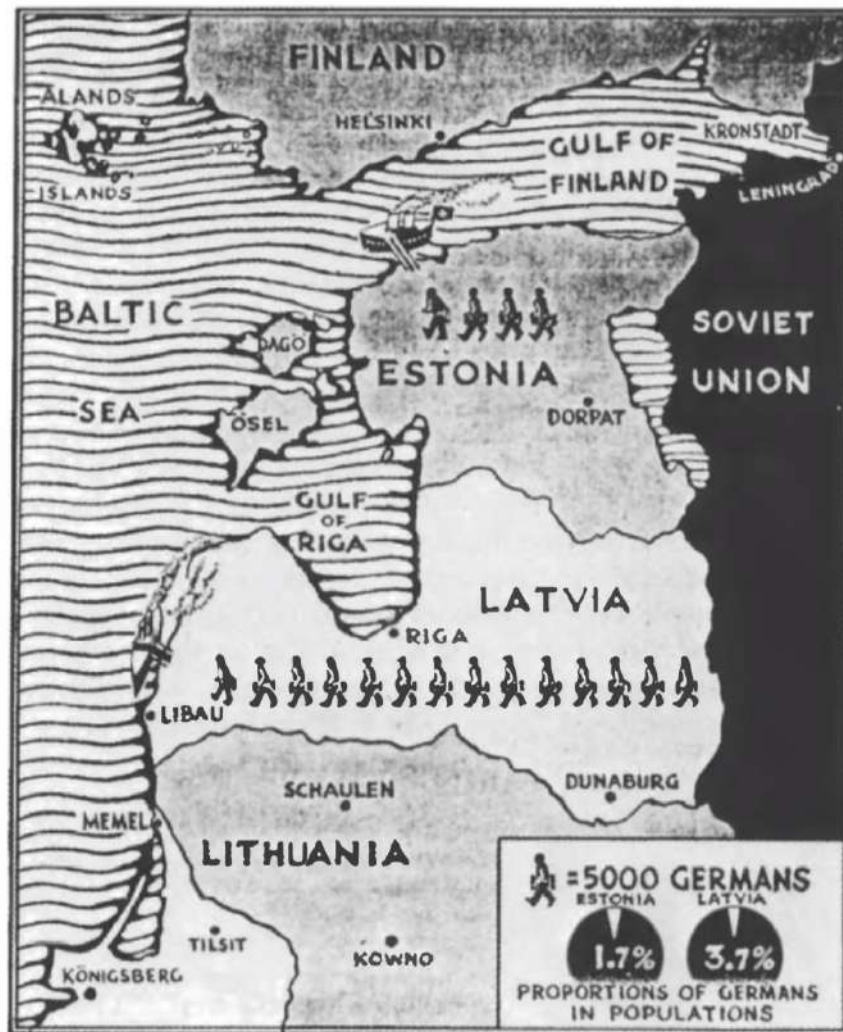 FINLAND
ÅLANDS
ISLANDS
HELSINKI
GULF OF
FINLAND
KRONSTADT
LENINGRAD
BALTIC
SEA
DAGÖ
ÖSEL
ESTONIA
DORPAT
SOVIET
UNION
GULF
OF
RIGA
LATVIA
RIGA
LIBAU
DUNABURG
SCHAULEN
MEMEL
LITHUANIA
TILSIT
KOWNO
KÖNIGSBERG
=5000 GERMANS
ESTONIA
LATVIA
1.7%
3.7%
PROPORTIONS OF GERMANS
IN POPULATIONS